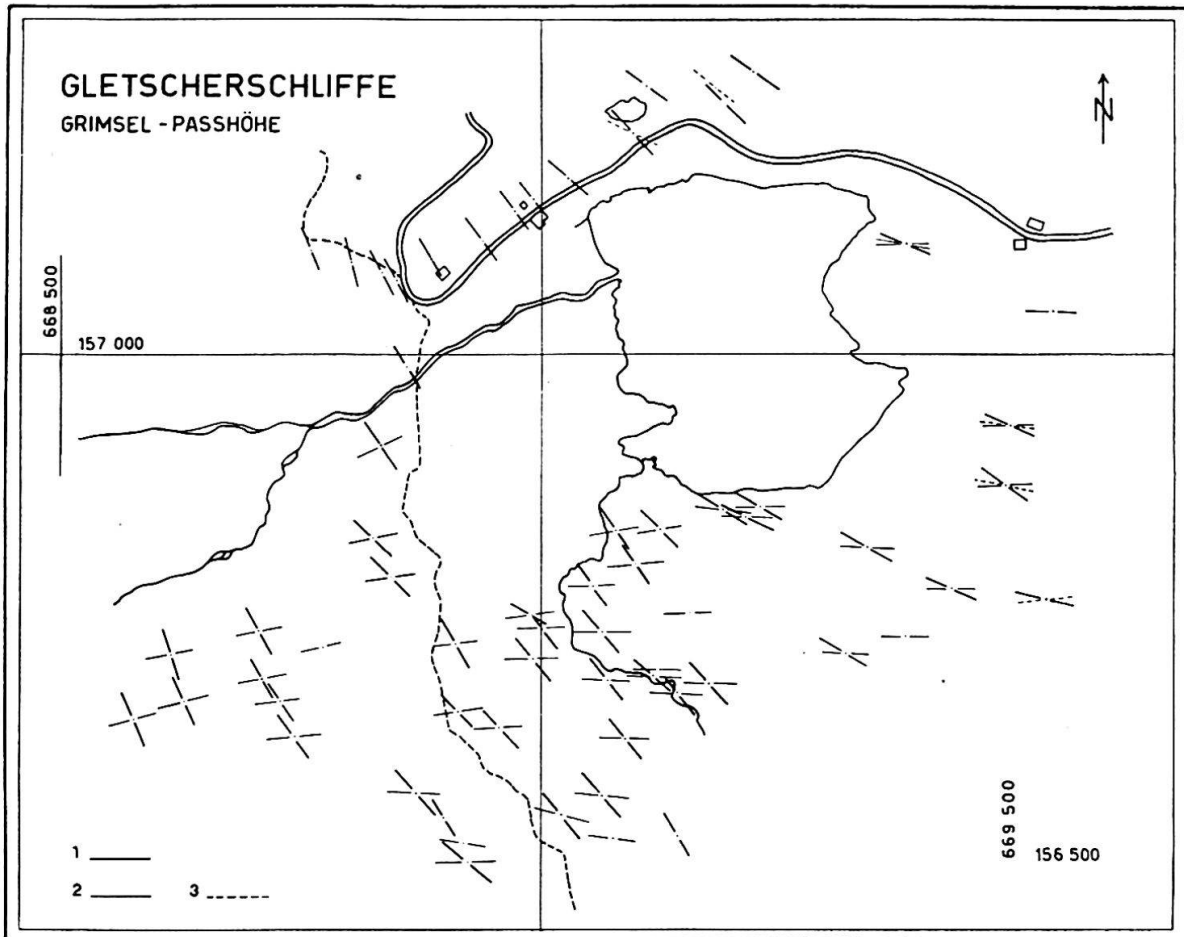 GLETSCHERSCHLIFFE
GRIMSEL - PASSHÖHE
N
668 500
157 000
669 500
156 500
1
2
3